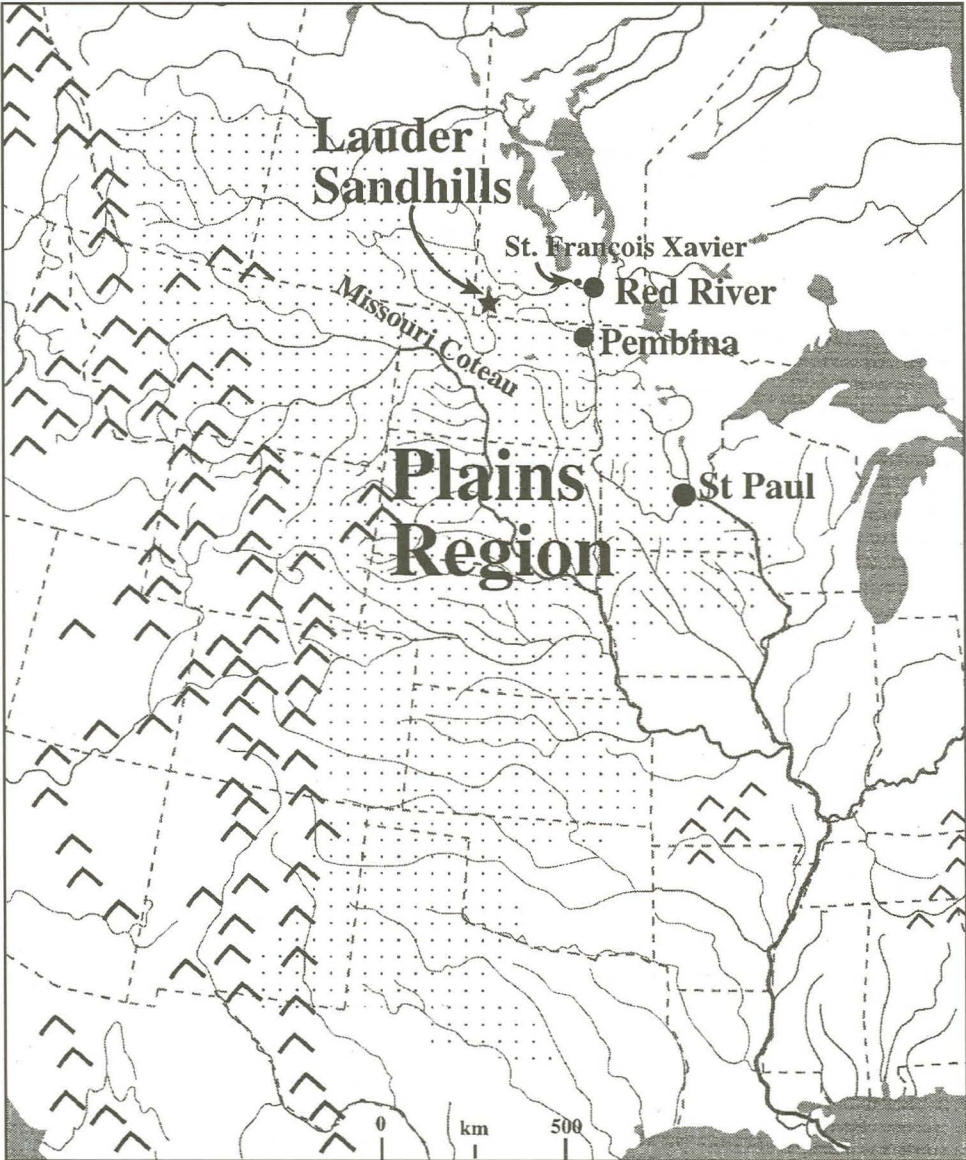 Lauder
Sandhills
St. François Xavier
Red River
Missouri Coteau
Pembina
Plains
Region
St Paul
0 km 500